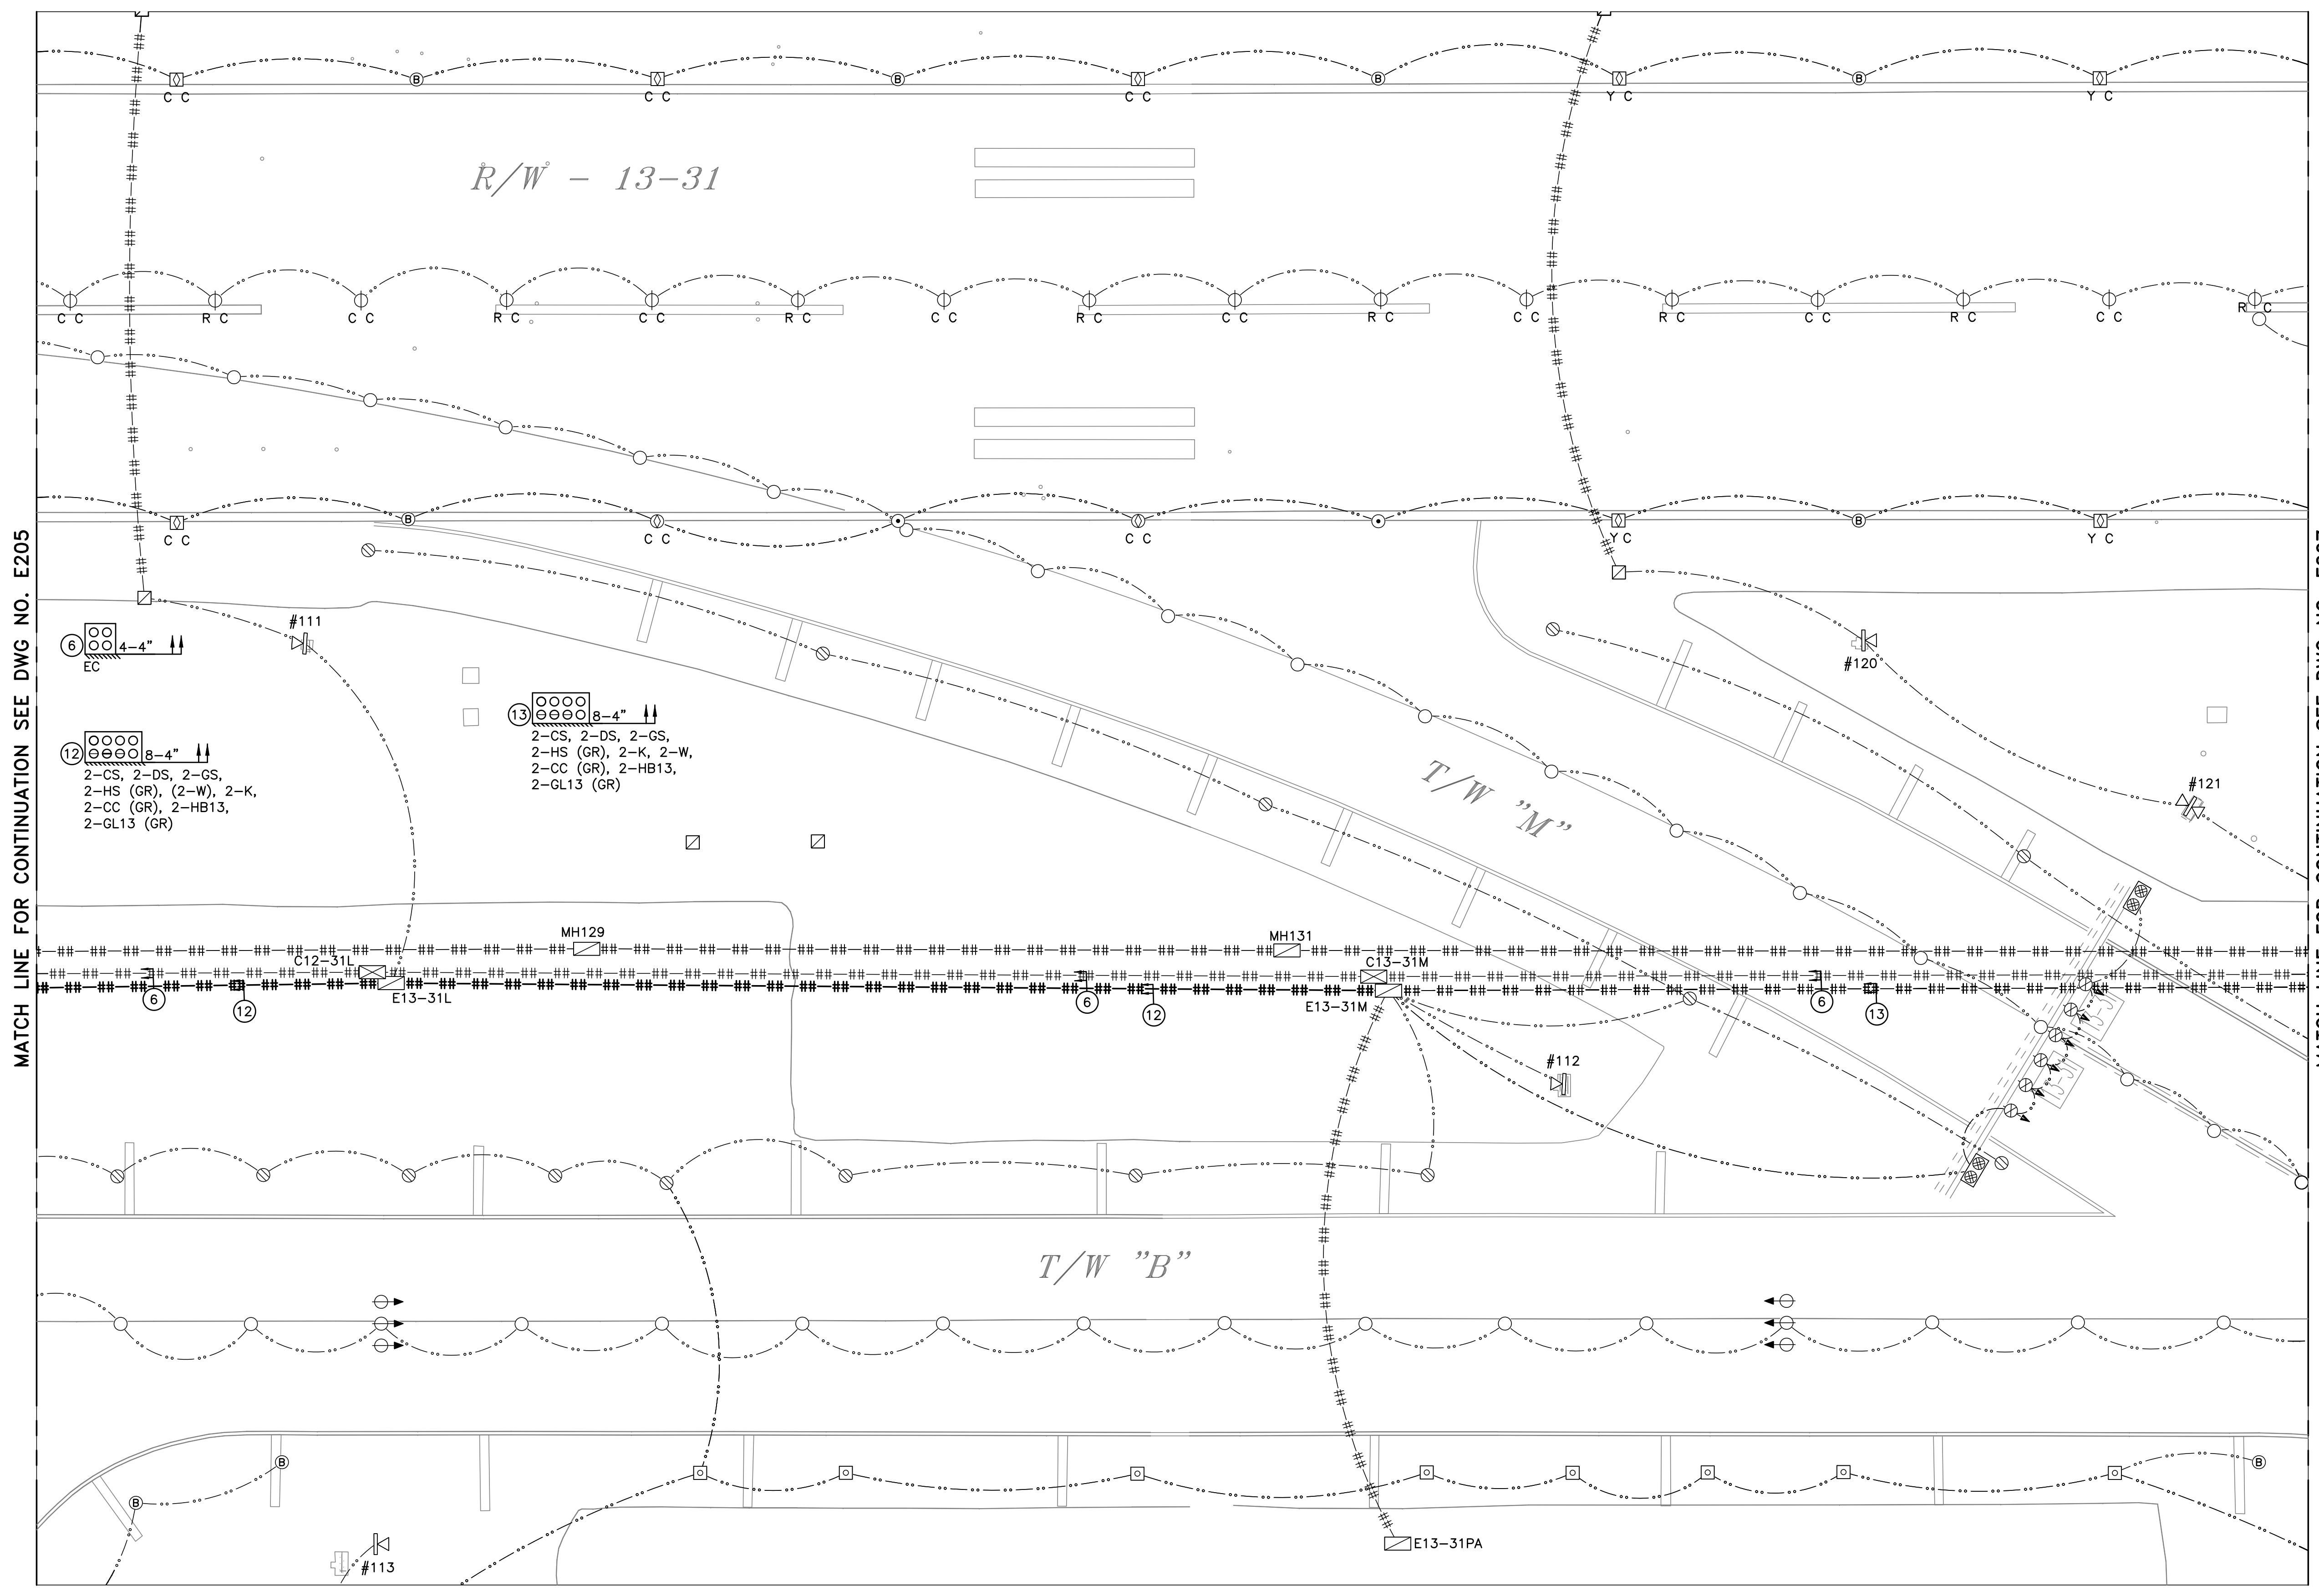 C C
C C
C C
Y C
Y C
B
B
B
B
R/W - 13-31
C C
R C
C C
R C
C C
R C
C C
R C
C C
R C
C C
R C
C C
R C
C C
R C
B
B
C C
C C
C C
Y C
Y C
MATCH LINE FOR CONTINUATION SEE DWG NO. E205
#111
6
4-4"
EC
#120
13
8-4"
2-CS, 2-DS, 2-GS,
2-HS (GR), 2-K, 2-W,
2-CC (GR), 2-HB13,
2-GL13 (GR)
12
8-4"
2-CS, 2-DS, 2-GS,
2-HS (GR), (2-W), 2-K,
2-CC (GR), 2-HB13,
2-GL13 (GR)
T/W "M"
#121
MH129
MH131
C12-31L
C13-31M
E13-31L
E13-31M
6
12
6
12
6
13
#112
T/W "B"
B
B
B
#113
E13-31PA